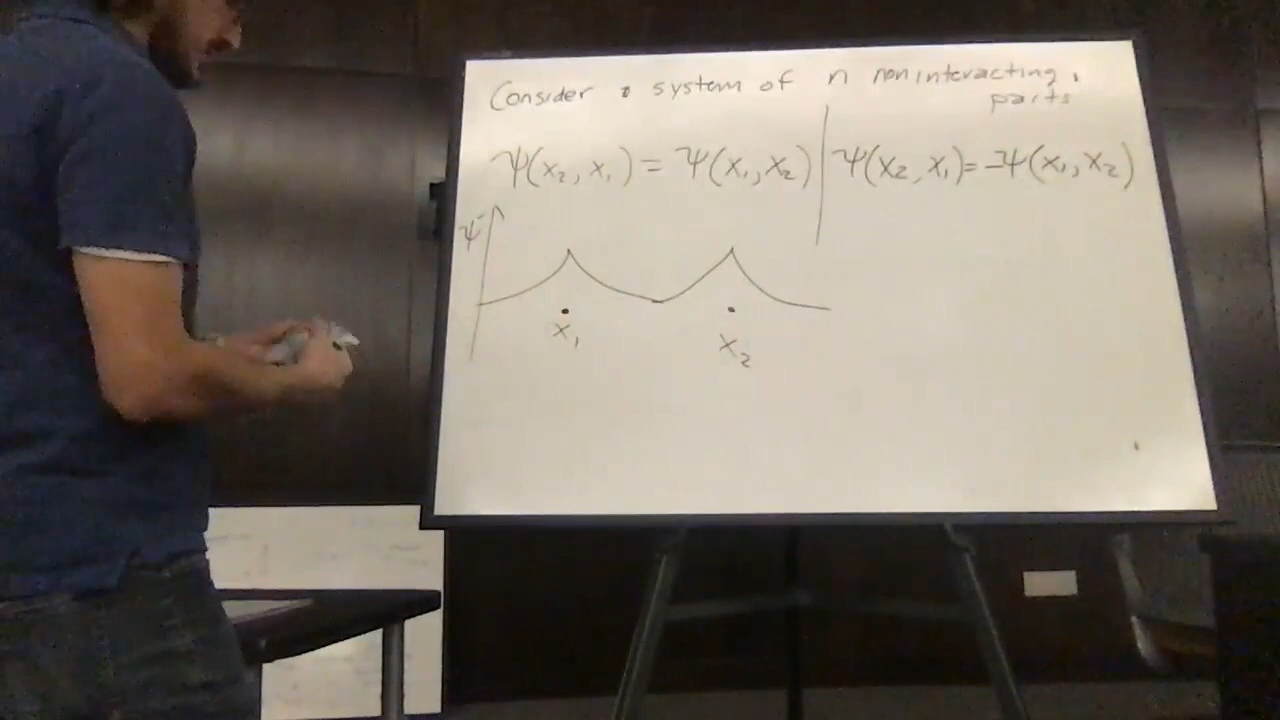 Consider a system of n noninteracting
parts
Ψ(x₂, x₁) = Ψ(x₁, x₂) | Ψ(x₂, x₁) = -Ψ(x₁, x₂)
Ψ
x₁
x₂